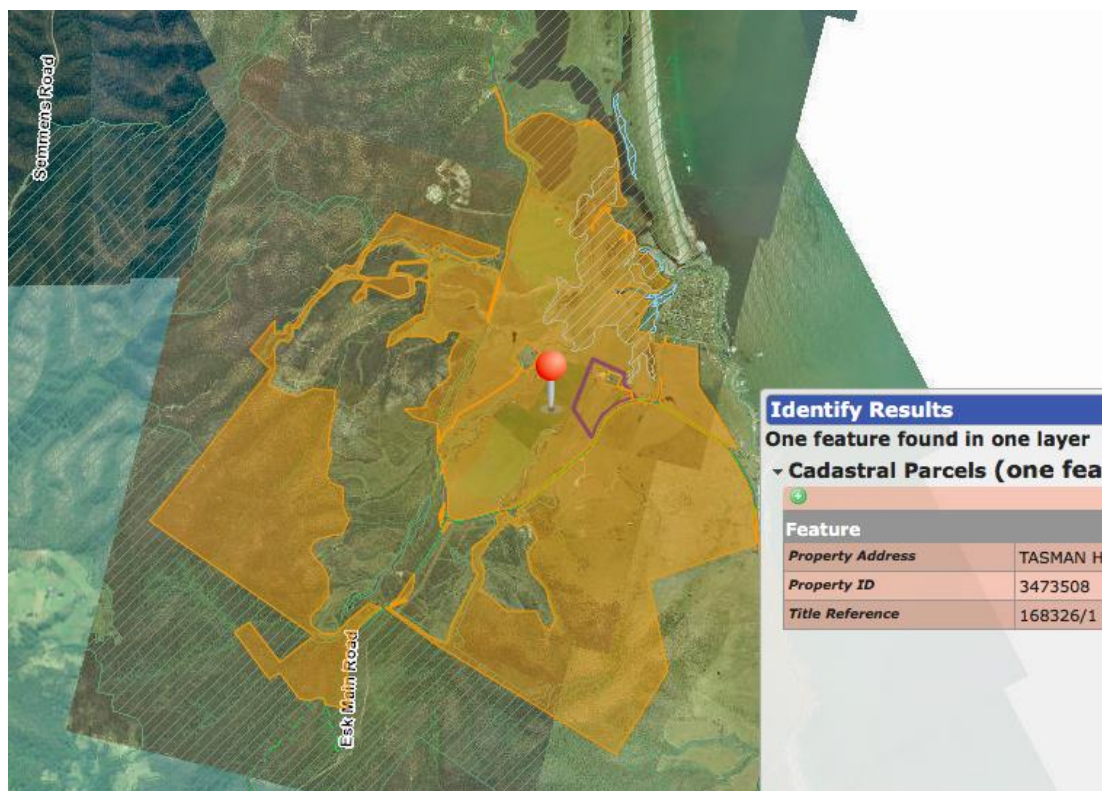 Semmens Road
Identify Results
One feature found in one layer
Cadastral Parcels (one fea
Feature
Property Address TASMAN H
Property ID 3473508
Title Reference 168326/1
Esk Main Road